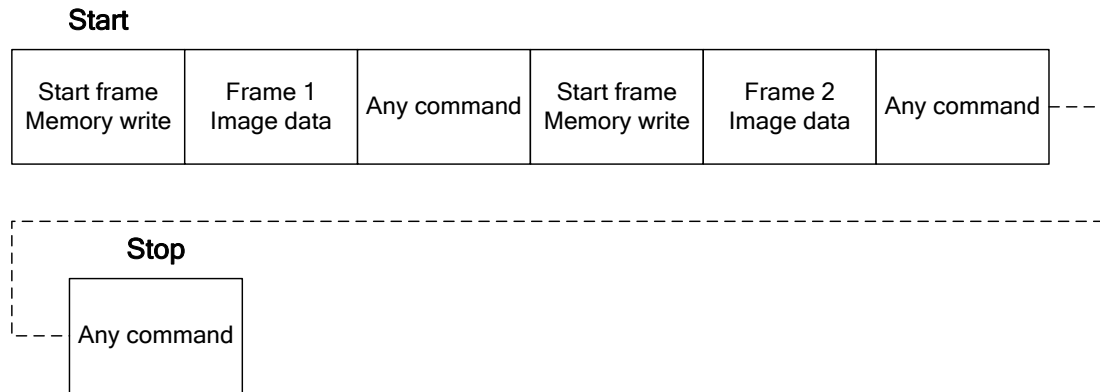 Start
Start frame
Memory write
Frame 1
Image data
Any command
Start frame
Memory write
Frame 2
Image data
Any command
Stop
Any command